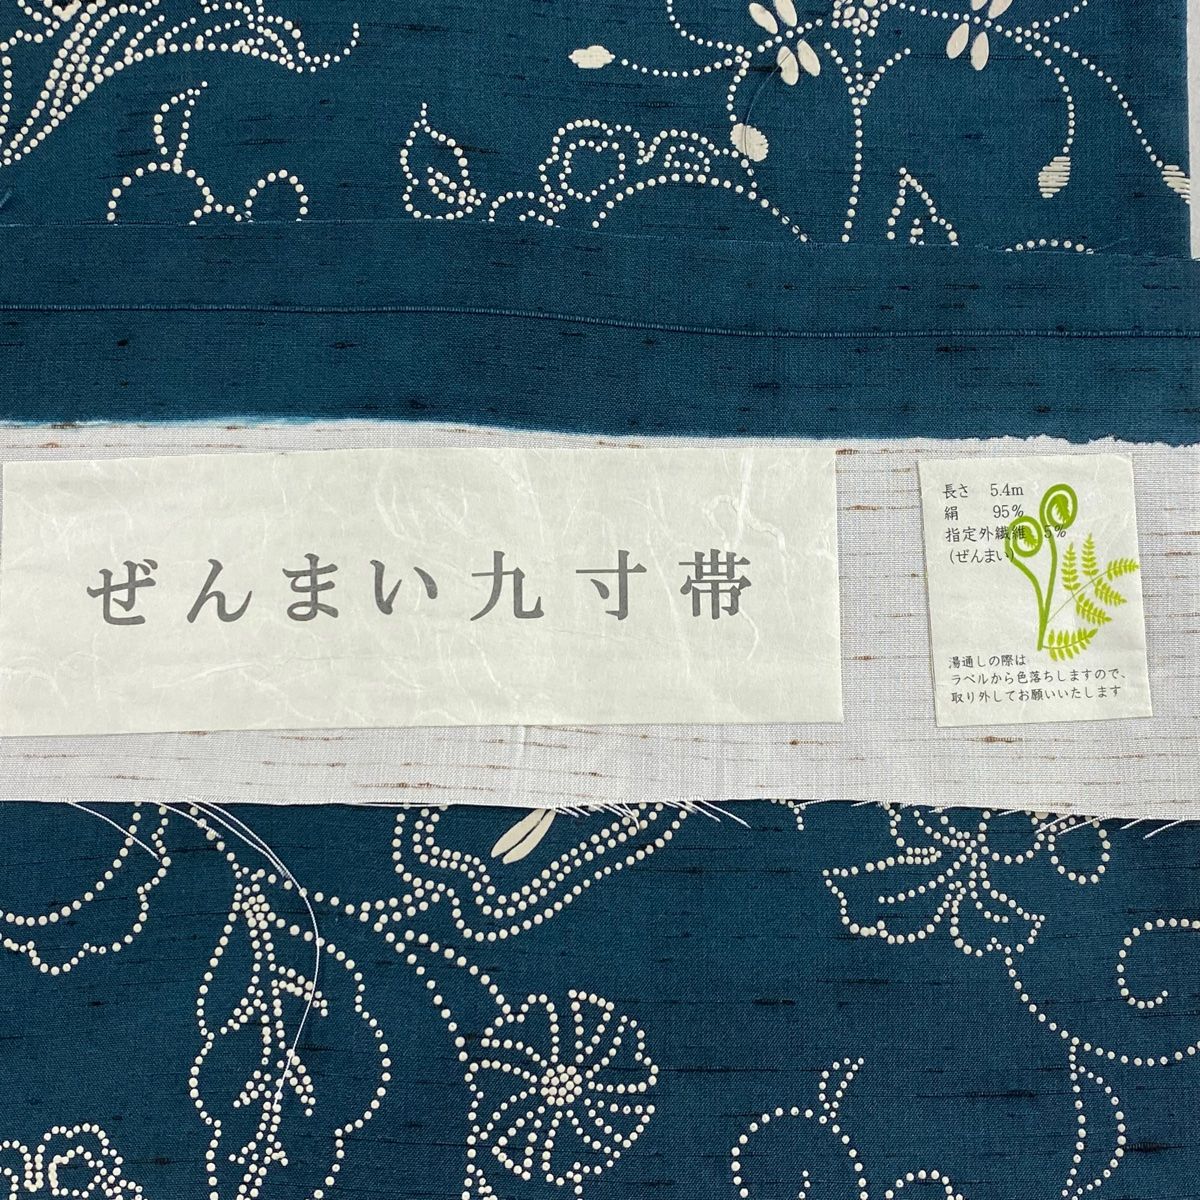 ぜんまい九寸帯
長さ 5.4m
絹 95%
指定外繊維 5%
(ぜんまい)
湯通しの際は
ラベルから色落ちしますので、
取り外してお願いいたします